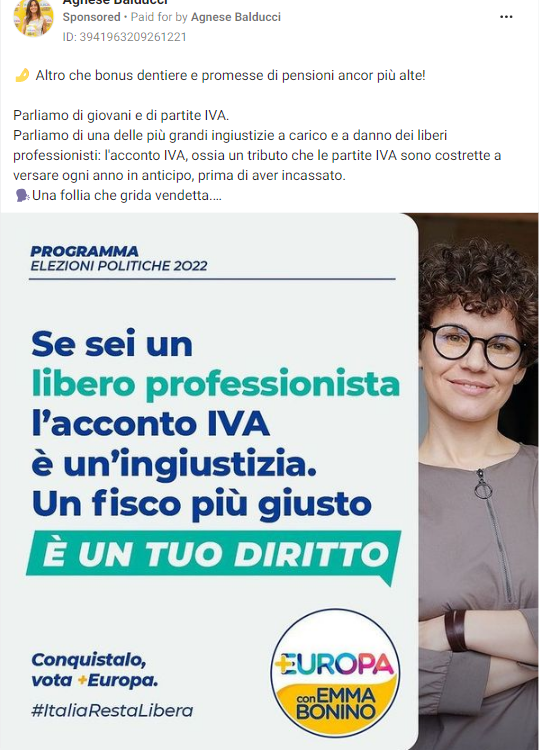 Agnese Balducci
Sponsored • Paid for by Agnese Balducci
ID: 3941963209261221
Altro che bonus dentiere e promesse di pensioni ancor più alte!
Parliamo di giovani e di partite IVA.
Parliamo di una delle più grandi ingiustizie a carico e a danno dei liberi
professionisti: l'acconto IVA, ossia un tributo che le partite IVA sono costrette a
versare ogni anno in anticipo, prima di aver incassato.
Una follia che grida vendetta....
PROGRAMMA
ELEZIONI POLITICHE 2022
Se sei un
libero professionista
l'acconto IVA
è un'ingiustizia.
Un fisco più giusto
È UN TUO DIRITTO
Conquistalo,
vota +Europa.
#ItaliaRestaLibera
+EUROPA
con EMMA
BONINO